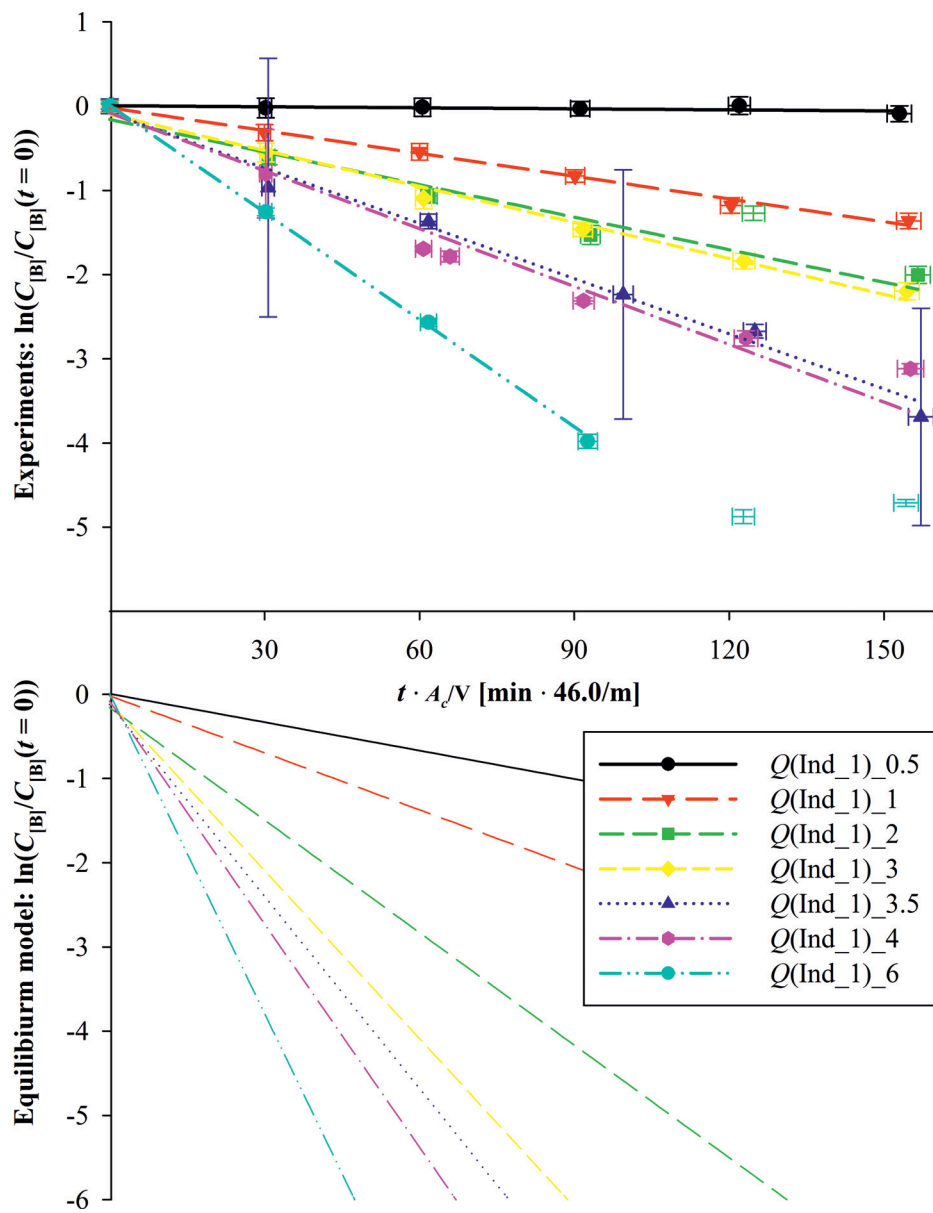 Experiments: ln(C[B]/C[B](t = 0))
1
0
-1
-2
-3
-4
-5
30
60
90
120
150
t · Ac/V [min · 46.0/m]
Equilibiurm model: ln(C[B]/C[B](t = 0))
0
-1
-2
-3
-4
-5
-6
Q(Ind_1)_0.5
Q(Ind_1)_1
Q(Ind_1)_2
Q(Ind_1)_3
Q(Ind_1)_3.5
Q(Ind_1)_4
Q(Ind_1)_6